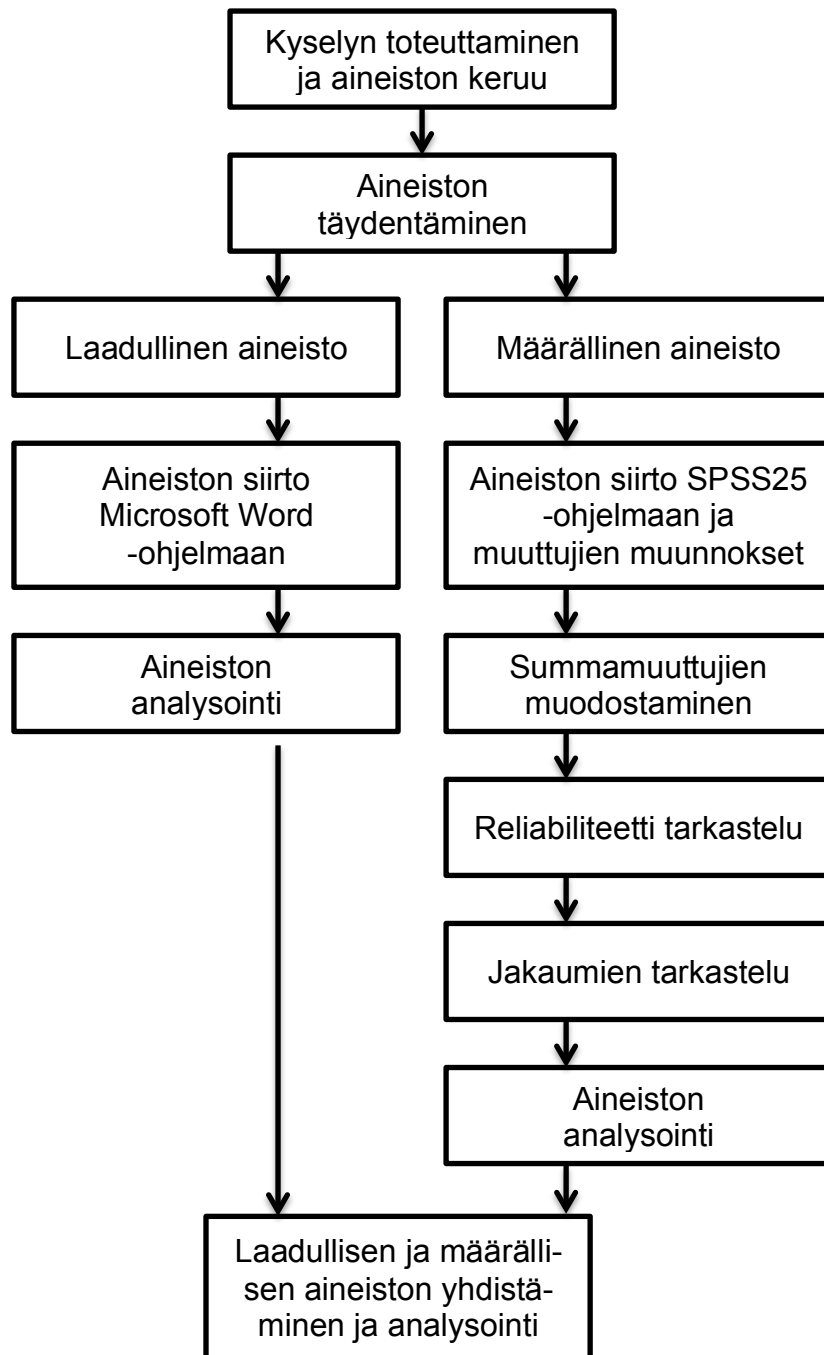 Kyselyn toteuttaminen
ja aineiston keruu
Aineiston
täydentäminen
Laadullinen aineisto
Määrällinen aineisto
Aineiston siirto
Microsoft Word
-ohjelmaan
Aineiston siirto SPSS25
-ohjelmaan ja
muuttujien muunnokset
Aineiston
analysointi
Summamuuttujien
muodostaminen
Reliabiliteetti tarkastelu
Jakaumien tarkastelu
Aineiston
analysointi
Laadullisen ja määrälli-
sen aineiston yhdistä-
minen ja analysointi